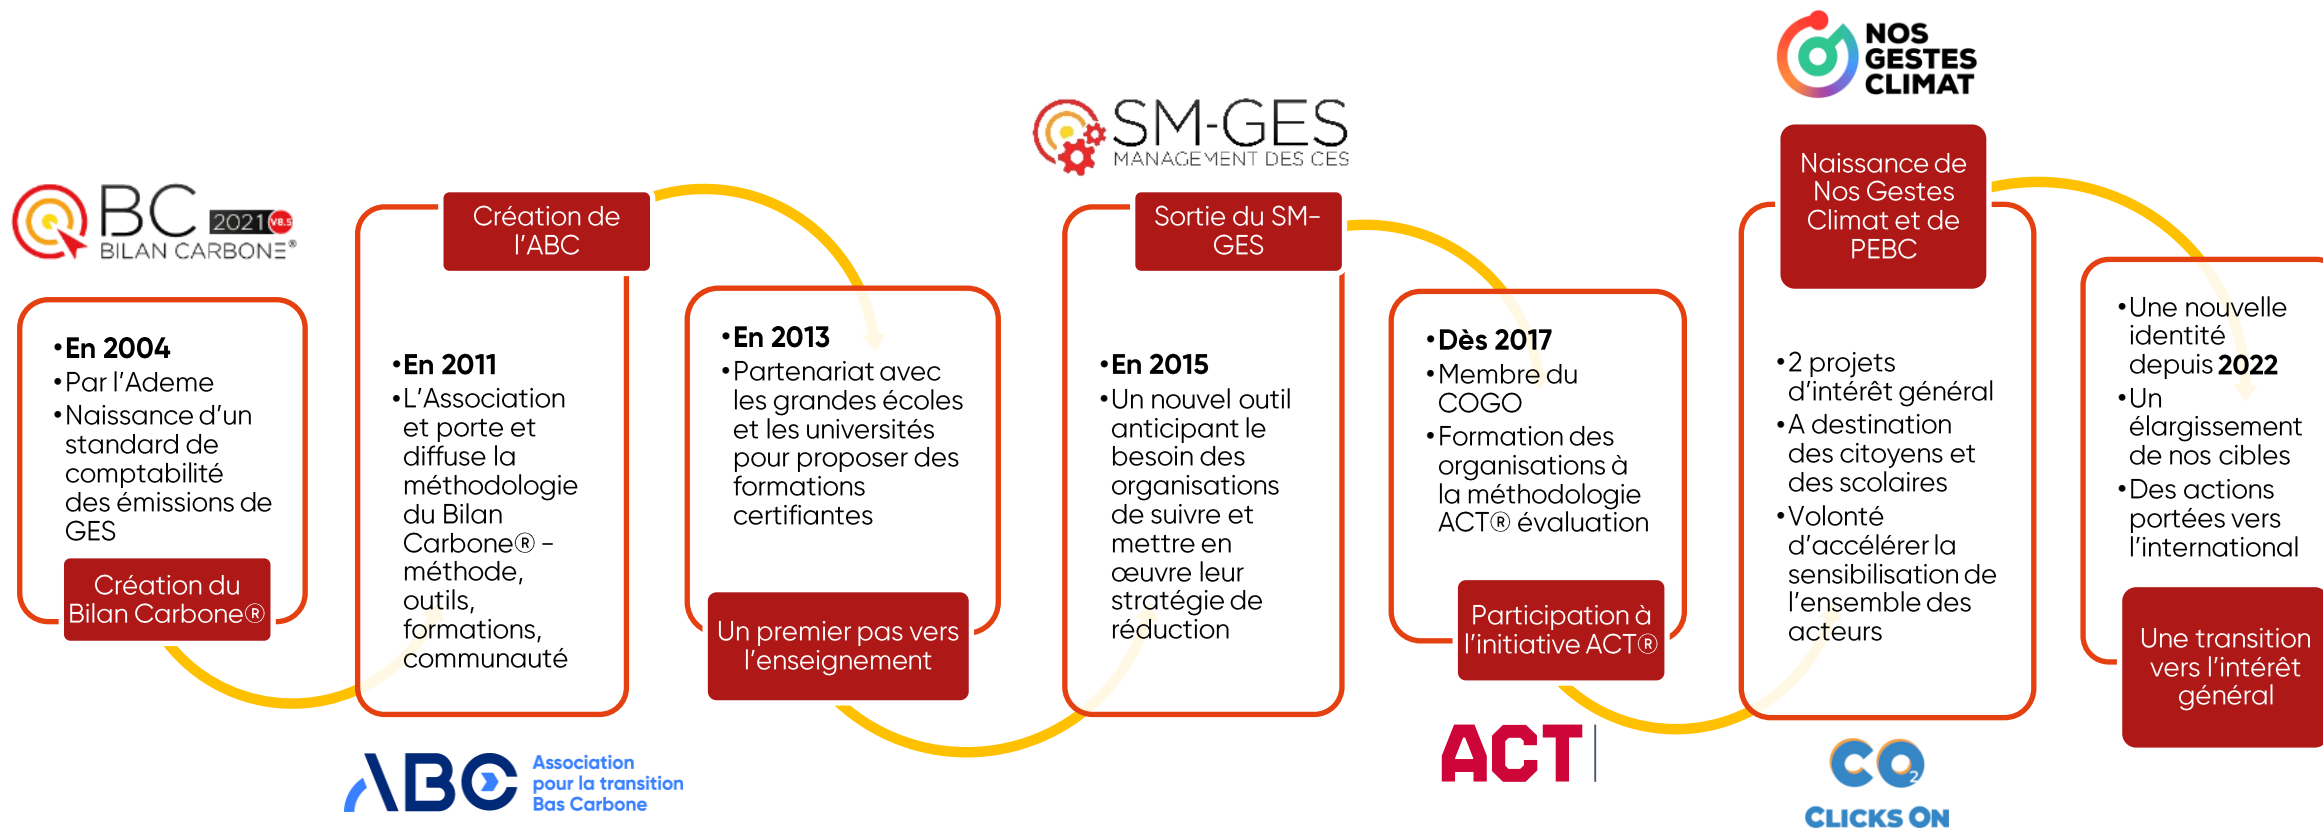 BC 2021 V8.5
BILAN CARBONE®
•En 2004
•Par l'Ademe
•Naissance d'un
standard de
comptabilité
des émissions de
GES
Création du
Bilan Carbone®
Création de
l'ABC
•En 2011
•L'Association
et porte et
diffuse la
méthodologie
du Bilan
Carbone® –
méthode,
outils,
formations,
communauté
ABC
Association
pour la transition
Bas Carbone
•En 2013
•Partenariat avec
les grandes écoles
et les universités
pour proposer des
formations
certifiantes
Un premier pas vers
l'enseignement
SM-GES
MANAGEMENT DES GES
Sortie du SM-
GES
•En 2015
•Un nouvel outil
anticipant le
besoin des
organisations
de suivre et
mettre en
œuvre leur
stratégie de
réduction
•Dès 2017
•Membre du
COGO
•Formation des
organisations à
la méthodologie
ACT® évaluation
Participation à
l'initiative ACT®
ACT
NOS
GESTES
CLIMAT
Naissance de
Nos Gestes
Climat et de
PEBC
•2 projets
d'intérêt général
•A destination
des citoyens et
des scolaires
•Volonté
d'accélérer la
sensibilisation de
l'ensemble des
acteurs
CO2
CLICKS ON
•Une nouvelle
identité
depuis 2022
•Un
élargissement
de nos cibles
•Des actions
portées vers
l'international
Une transition
vers l'intérêt
général